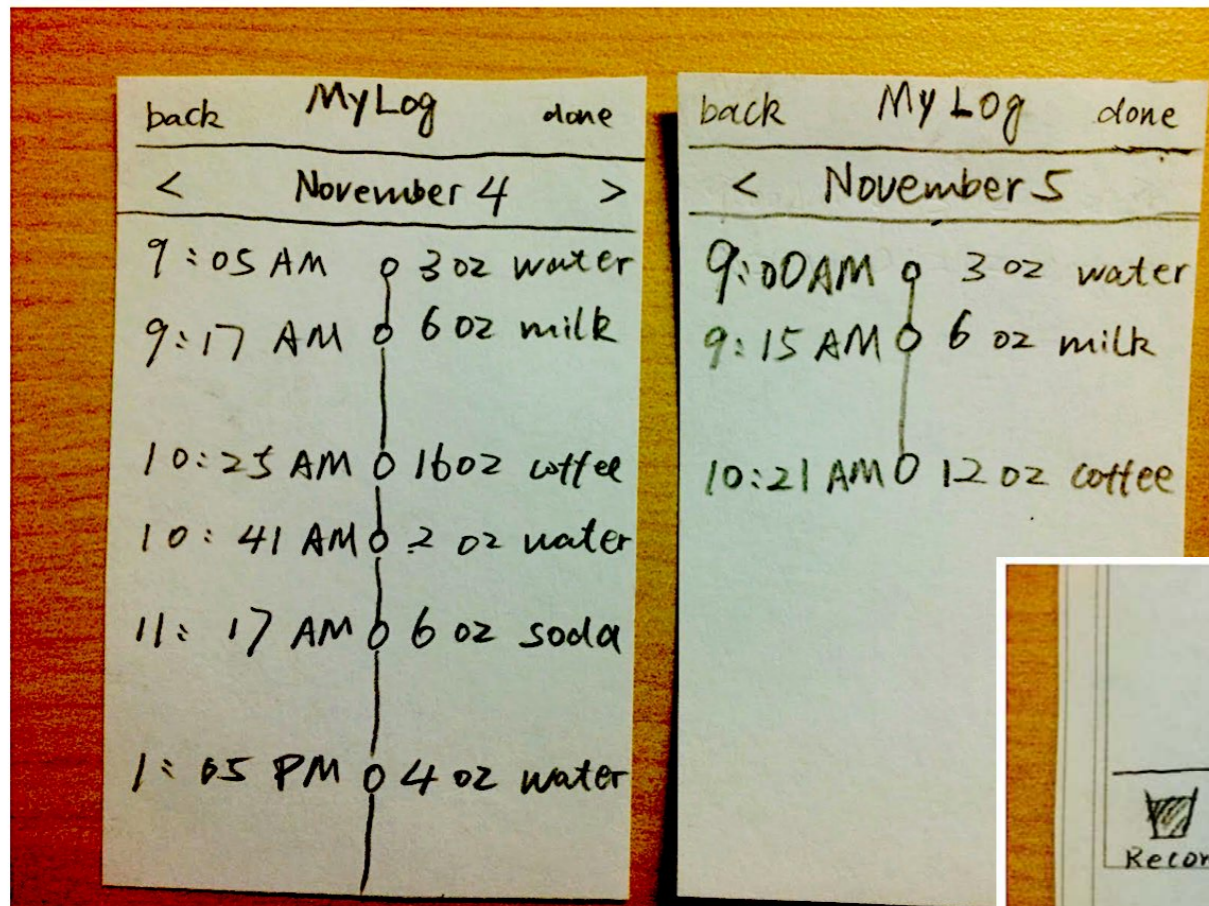 back MyLog done
< November 4 >
9:05 AM 3 oz water
9:17 AM 6 oz milk
10:25 AM 16 oz coffee
10:41 AM 2 oz water
11:17 AM 6 oz soda
1:05 PM 4 oz water
back My Log done
< November 5
9:00 AM 3 oz water
9:15 AM 6 oz milk
10:21 AM 12 oz coffee
Recor